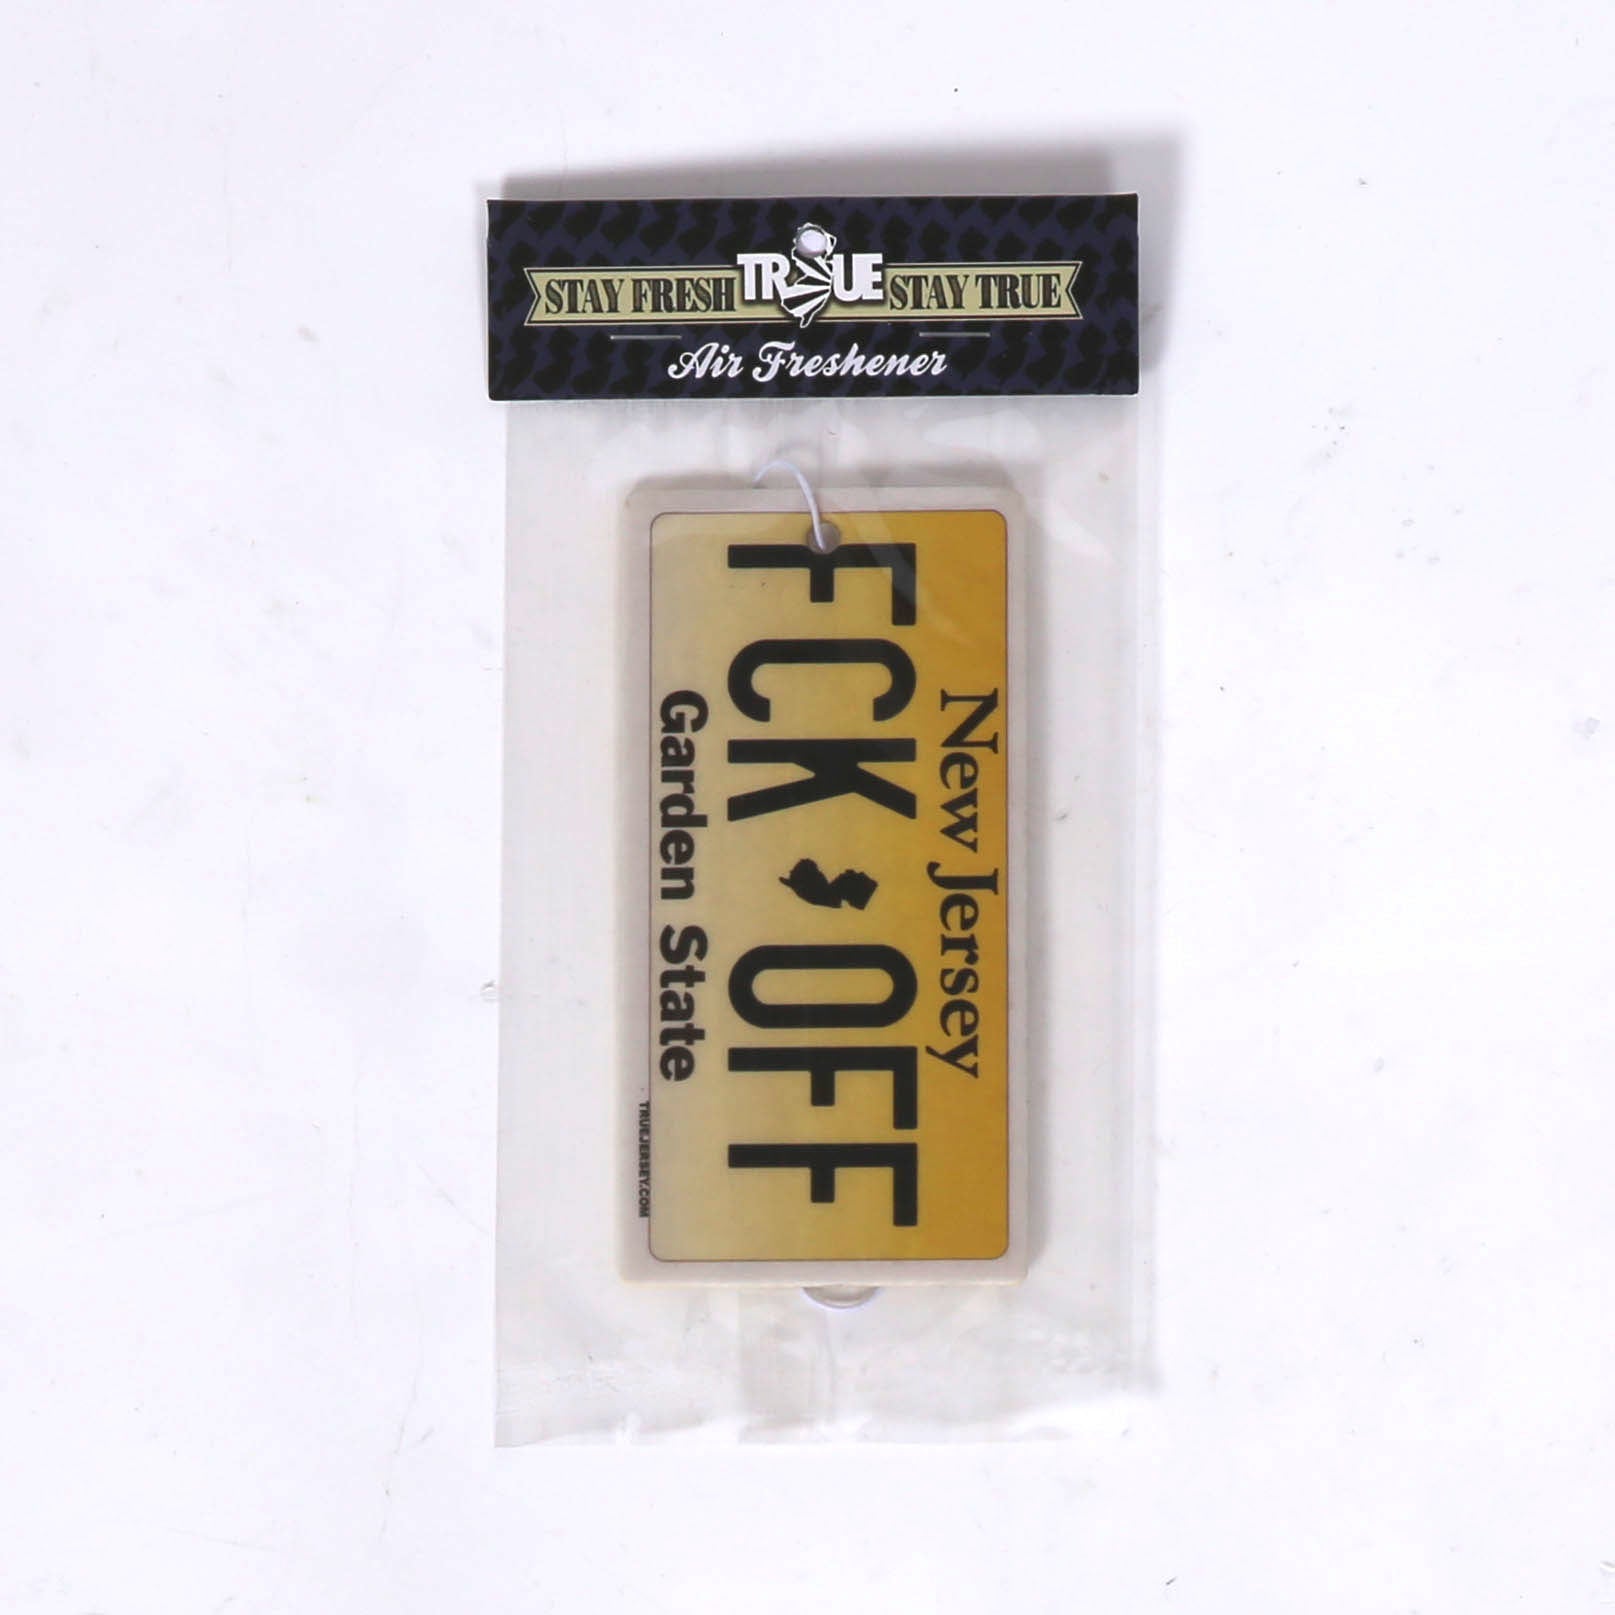 STAY FRESH TRUE STAY TRUE
Air Freshener
New Jersey
FCK OFF
Garden State
TRUEJERSEY.COM